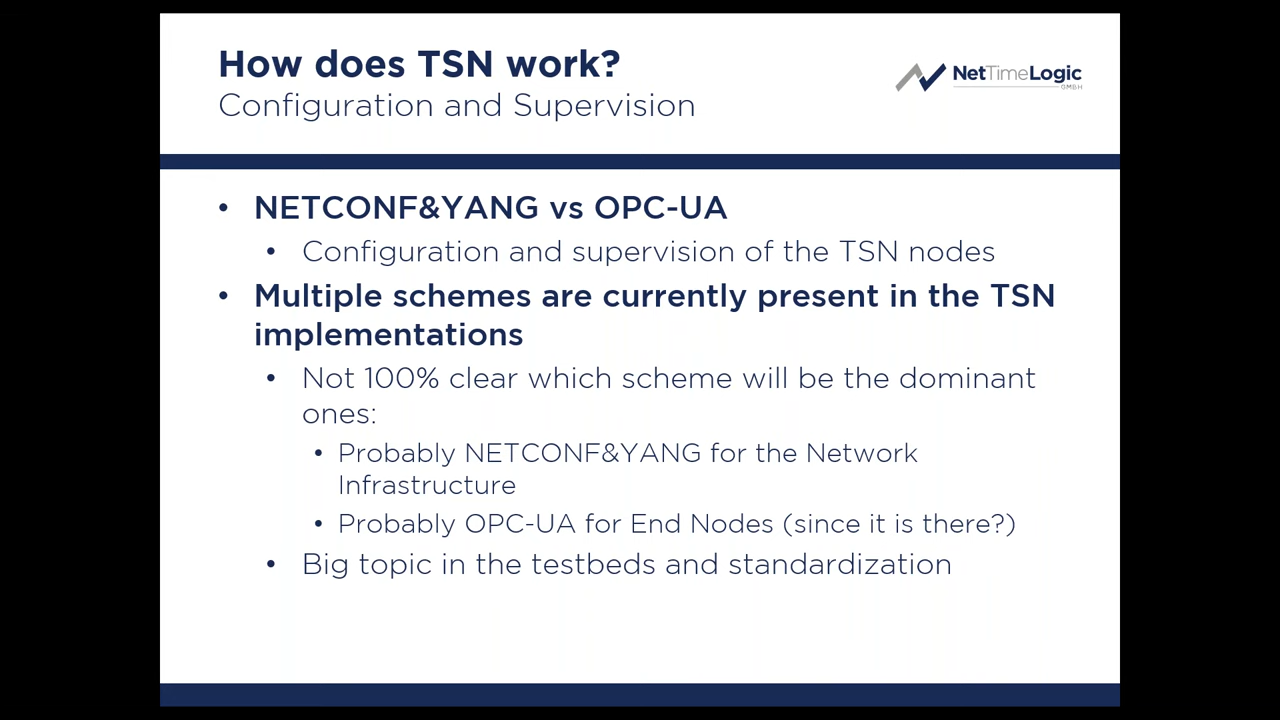 How does TSN work?
Configuration and Supervision
NetTimeLogic
GMBH
• NETCONF&YANG vs OPC-UA
• Configuration and supervision of the TSN nodes
• Multiple schemes are currently present in the TSN
implementations
• Not 100% clear which scheme will be the dominant
ones:
• Probably NETCONF&YANG for the Network
Infrastructure
• Probably OPC-UA for End Nodes (since it is there?)
• Big topic in the testbeds and standardization